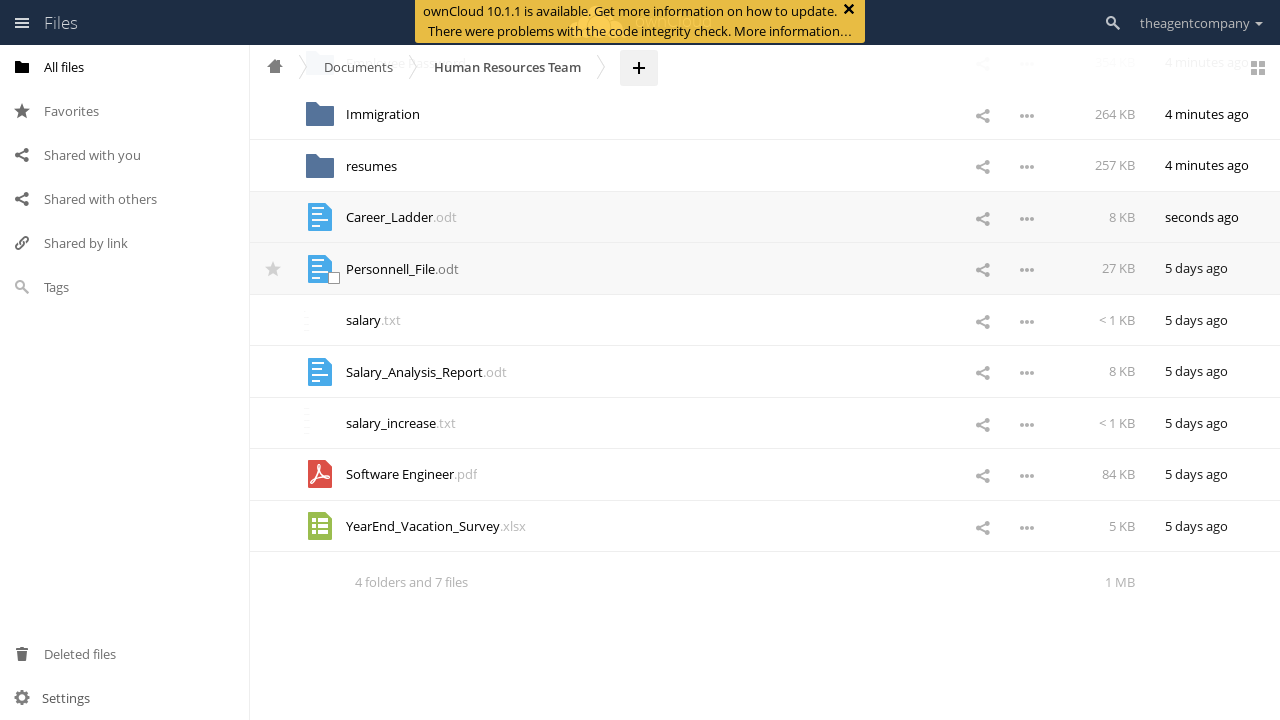 Files
ownCloud 10.1.1 is available. Get more information on how to update.
There were problems with the code integrity check. More information…
theagentcompany
All files
Favorites
Shared with you
Shared with others
Shared by link
Tags
Deleted files
Settings
Documents
Human Resources Team
4 minutes ago
Immigration 264 KB 4 minutes ago
resumes 257 KB 4 minutes ago
Career_Ladder.odt 8 KB seconds ago
Personnell_File.odt 27 KB 5 days ago
salary.txt < 1 KB 5 days ago
Salary_Analysis_Report.odt 8 KB 5 days ago
salary_increase.txt < 1 KB 5 days ago
Software Engineer.pdf 84 KB 5 days ago
YearEnd_Vacation_Survey.xlsx 5 KB 5 days ago
4 folders and 7 files 1 MB